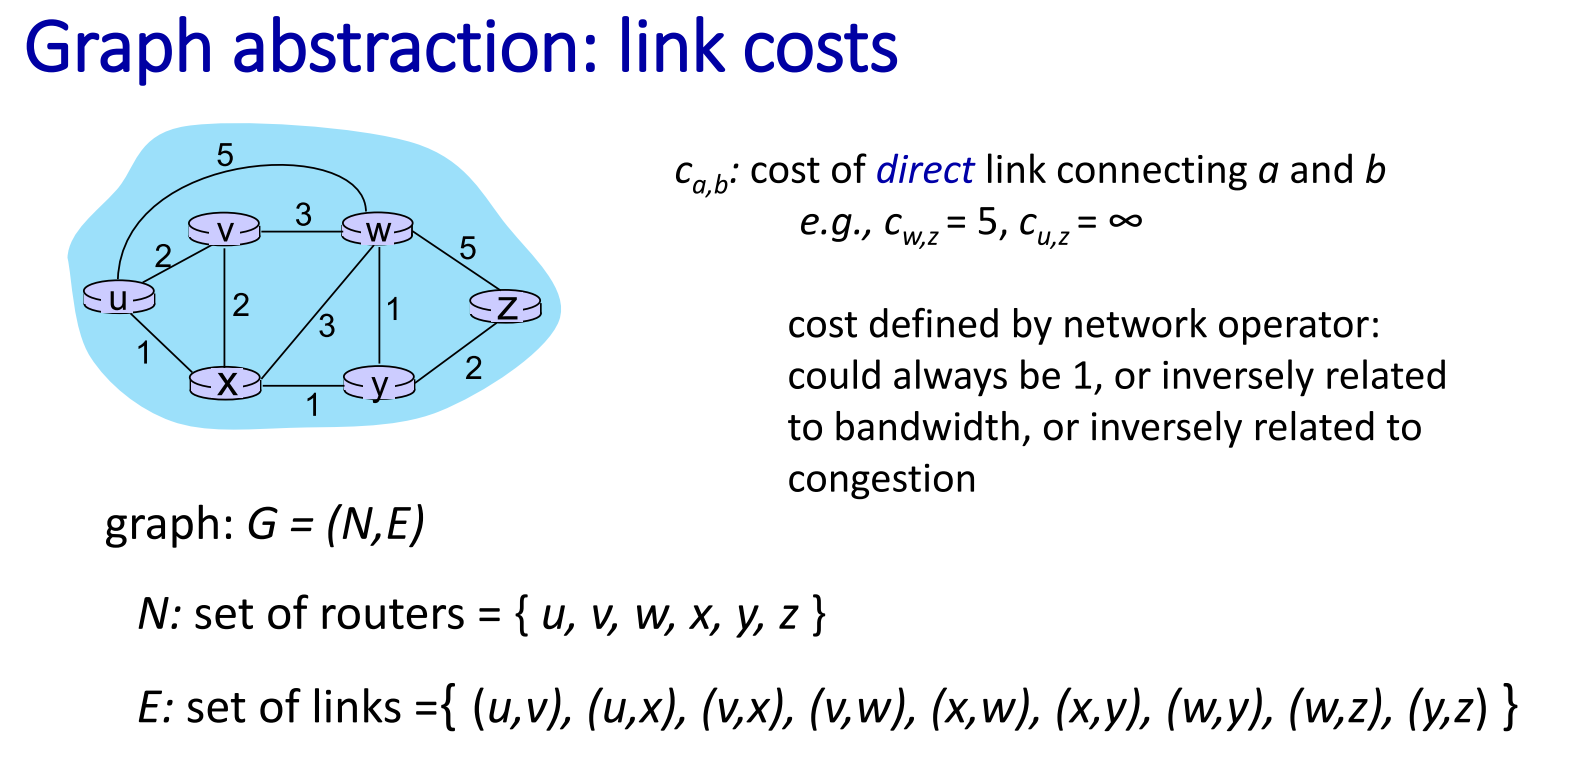 Graph abstraction: link costs
5
v
3
w
2
5
u
2
3
1
z
1
x
1
y
2
c_{a,b}: cost of direct link connecting a and b
e.g., c_{w,z} = 5, c_{u,z} = ∞
cost defined by network operator:
could always be 1, or inversely related
to bandwidth, or inversely related to
congestion
graph: G = (N,E)
N: set of routers = { u, v, w, x, y, z }
E: set of links ={ (u,v), (u,x), (v,x), (v,w), (x,w), (x,y), (w,y), (w,z), (y,z) }